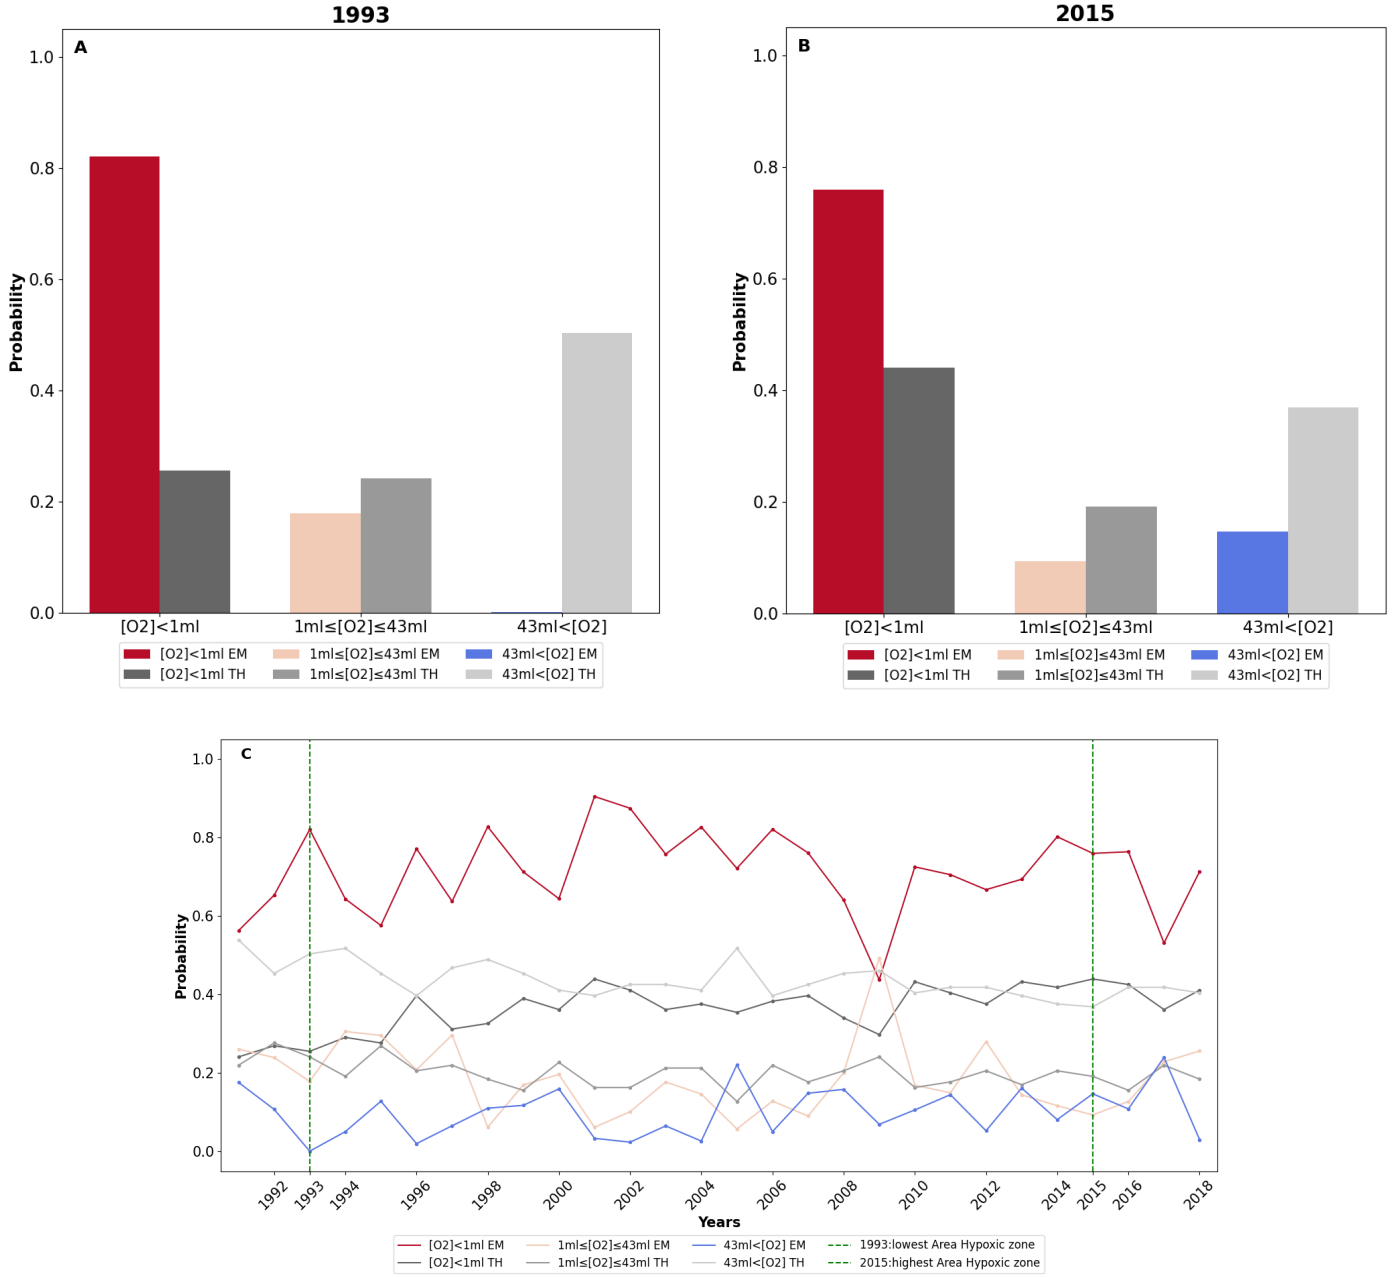 1993
A
1.0
0.8
0.6
0.4
0.2
0.0
Probability
[O2]<1ml 1ml≤[O2]≤43ml 43ml<[O2]
[O2]<1ml EM 1ml≤[O2]≤43ml EM 43ml<[O2] EM
[O2]<1ml TH 1ml≤[O2]≤43ml TH 43ml<[O2] TH
2015
B
1.0
0.8
0.6
0.4
0.2
0.0
Probability
[O2]<1ml 1ml≤[O2]≤43ml 43ml<[O2]
[O2]<1ml EM 1ml≤[O2]≤43ml EM 43ml<[O2] EM
[O2]<1ml TH 1ml≤[O2]≤43ml TH 43ml<[O2] TH
C
1.0
0.8
0.6
0.4
0.2
0.0
Probability
1992 1993 1994 1996 1998 2000 2002 2004 2006 2008 2010 2012 2014 2015 2016 2018
Years
[O2]<1ml EM 1ml≤[O2]≤43ml EM 43ml<[O2] EM 1993:lowest Area Hypoxic zone
[O2]<1ml TH 1ml≤[O2]≤43ml TH 43ml<[O2] TH 2015:highest Area Hypoxic zone